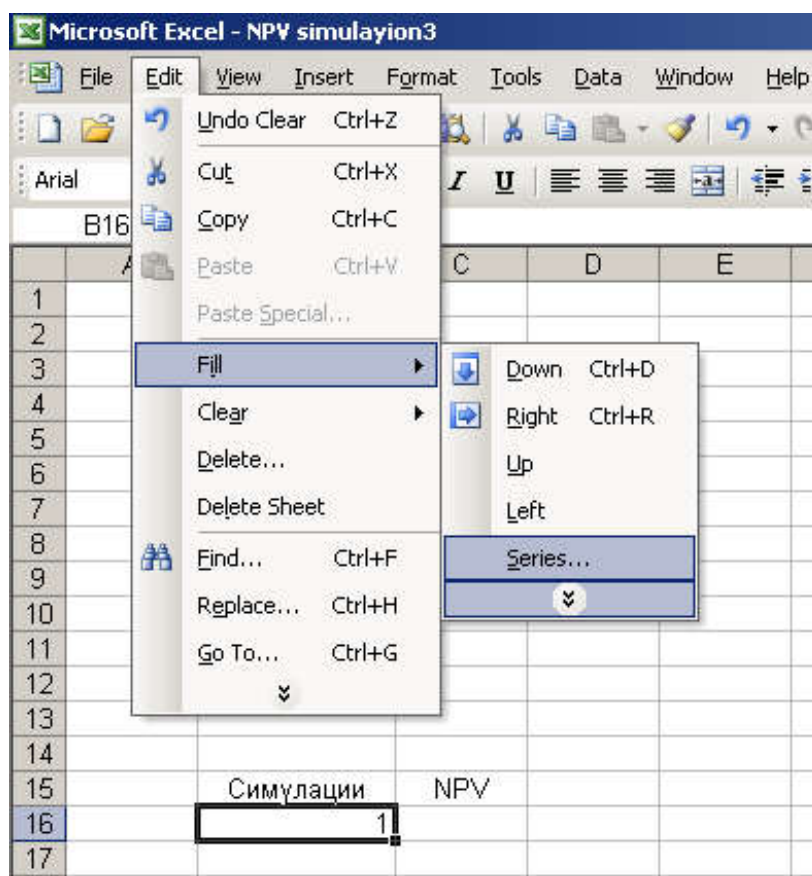 Microsoft Excel - NPV simulayion3
File Edit View Insert Format Tools Data Window Help
Arial I U
B16
C D E
Undo Clear Ctrl+Z
Cut Ctrl+X
Copy Ctrl+C
Paste Ctrl+V
Paste Special...
Fill
Clear
Delete...
Delete Sheet
Find... Ctrl+F
Replace... Ctrl+H
Go To... Ctrl+G
Down Ctrl+D
Right Ctrl+R
Up
Left
Series...
1
2
3
4
5
6
7
8
9
10
11
12
13
14
15 Симулации NPV
16 1
17